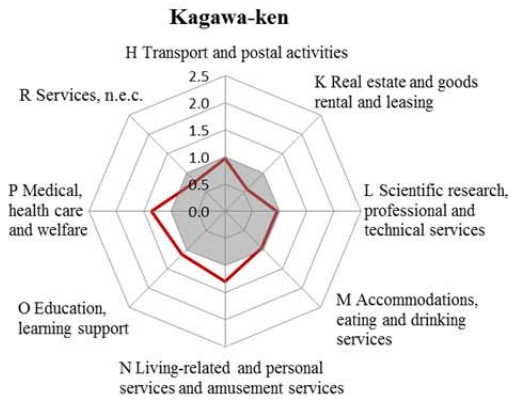 Kagawa-ken
H Transport and postal activities
K Real estate and goods
rental and leasing
L Scientific research,
professional and
technical services
M Accommodations,
eating and drinking
services
N Living-related and personal
services and amusement services
O Education,
learning support
P Medical,
health care
and welfare
R Services, n.e.c.
2.5
2.0
1.5
1.0
0.5
0.0